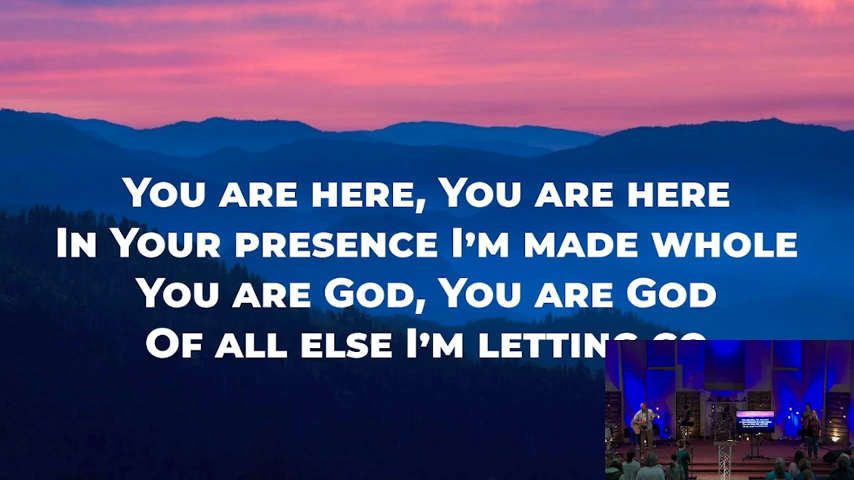 You are here, You are here
In Your presence I’m made whole
You are God, You are God
Of all else I’m letting go